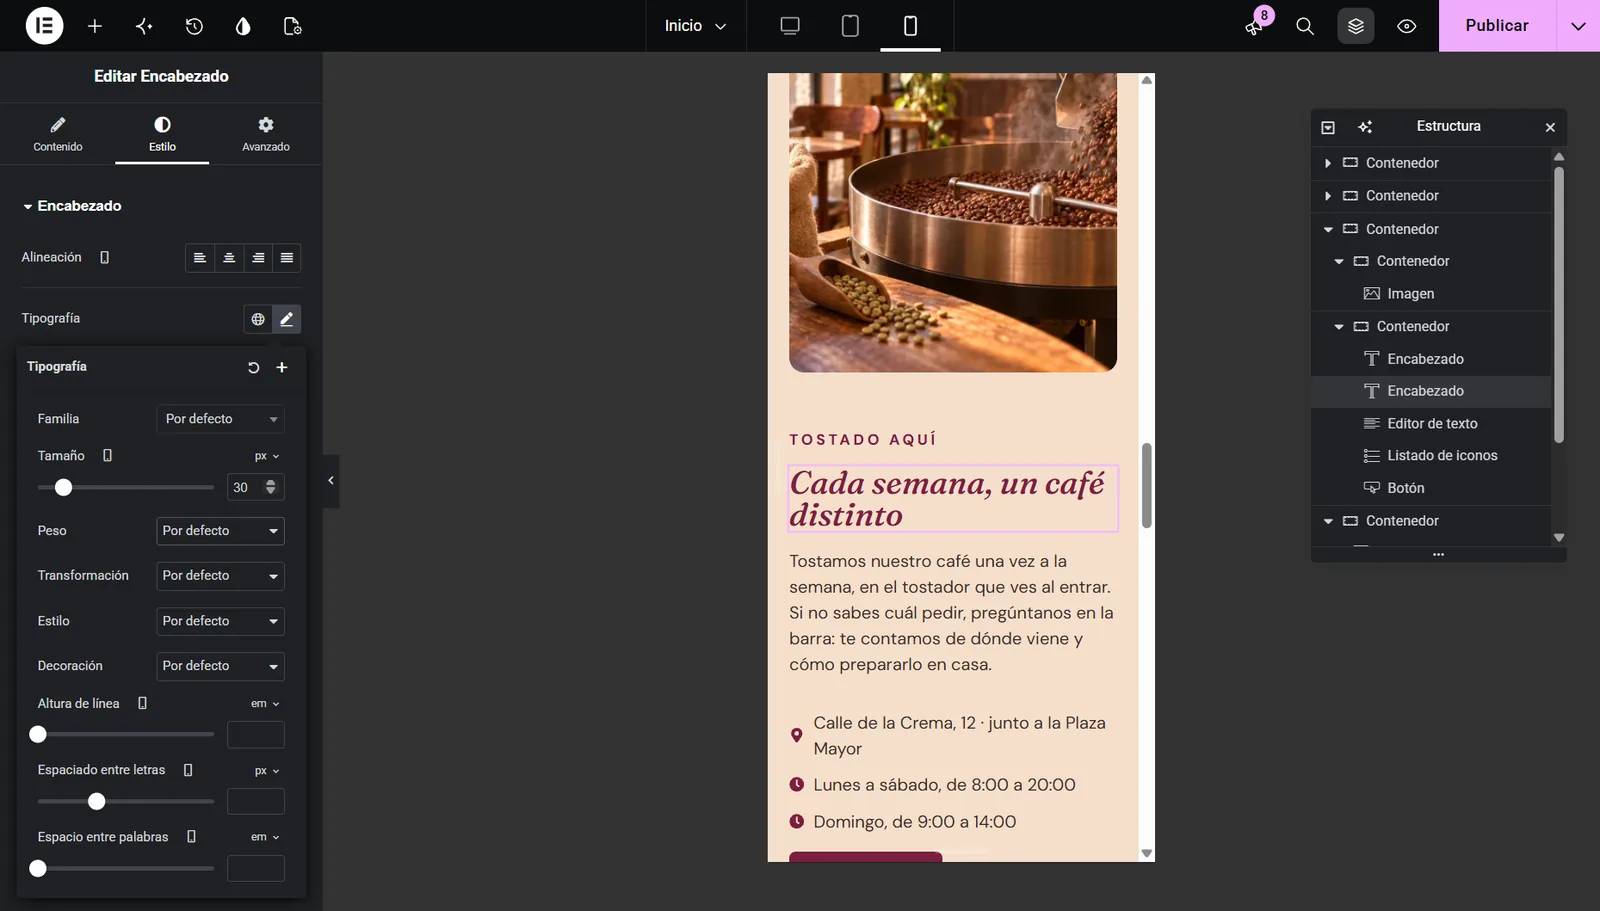 Inicio
8
Publicar
Editar Encabezado
Contenido
Estilo
Avanzado
Encabezado
Alineación
Tipografía
Tipografía
Familia
Por defecto
Tamaño
px
30
Peso
Por defecto
Transformación
Por defecto
Estilo
Por defecto
Decoración
Por defecto
Altura de línea
em
Espaciado entre letras
px
Espacio entre palabras
em
TOSTADO AQUÍ
Cada semana, un café
distinto
Tostamos nuestro café una vez a la
semana, en el tostador que ves al entrar.
Si no sabes cuál pedir, pregúntanos en la
barra: te contamos de dónde viene y
cómo prepararlo en casa.
Calle de la Crema, 12 · junto a la Plaza
Mayor
Lunes a sábado, de 8:00 a 20:00
Domingo, de 9:00 a 14:00
Estructura
Contenedor
Contenedor
Contenedor
Contenedor
Imagen
Contenedor
Encabezado
Encabezado
Editor de texto
Listado de iconos
Botón
Contenedor